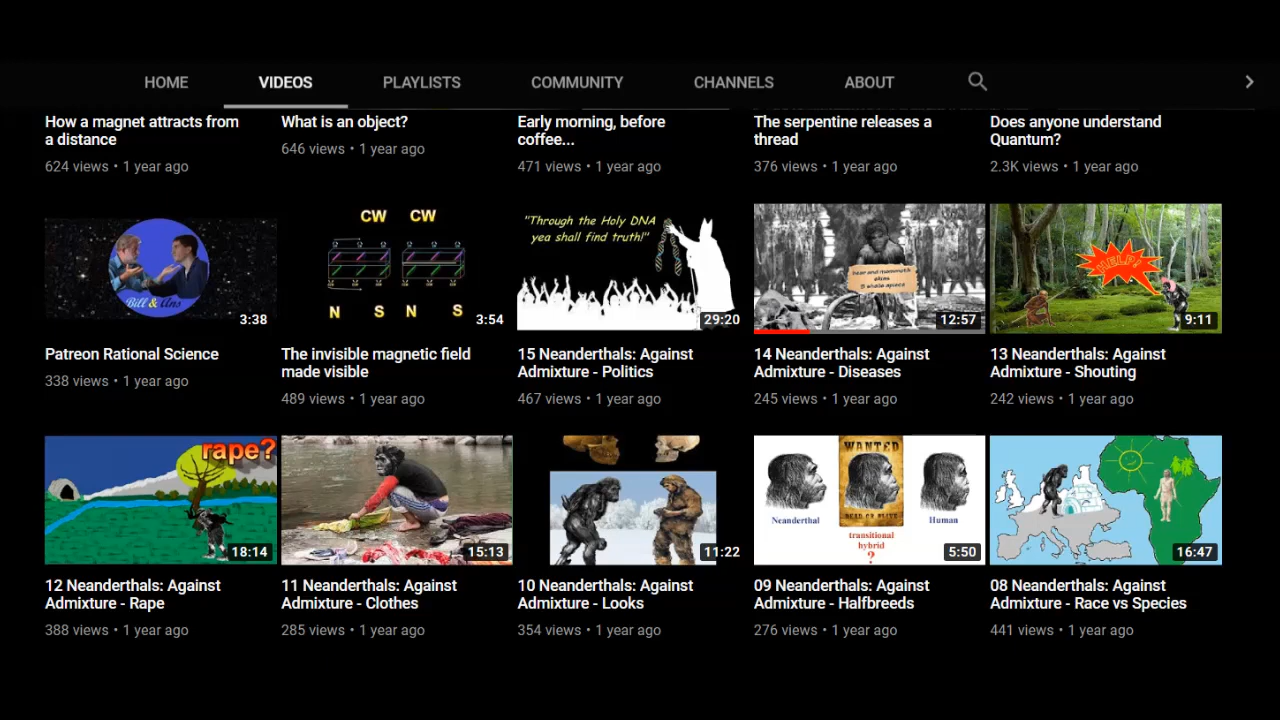 HOME VIDEOS PLAYLISTS COMMUNITY CHANNELS ABOUT
How a magnet attracts from
a distance
624 views • 1 year ago
What is an object?
646 views • 1 year ago
Early morning, before
coffee...
471 views • 1 year ago
The serpentine releases a
thread
376 views • 1 year ago
Does anyone understand
Quantum?
2.3K views • 1 year ago
Bill & Ans
3:38
Patreon Rational Science
338 views • 1 year ago
CW CW
N S N S
3:54
The invisible magnetic field
made visible
489 views • 1 year ago
"Through the Holy DNA
yea shall find truth!"
29:20
15 Neanderthals: Against
Admixture - Politics
467 views • 1 year ago
12:57
14 Neanderthals: Against
Admixture - Diseases
245 views • 1 year ago
HELP!
9:11
13 Neanderthals: Against
Admixture - Shouting
242 views • 1 year ago
rape?
18:14
12 Neanderthals: Against
Admixture - Rape
388 views • 1 year ago
15:13
11 Neanderthals: Against
Admixture - Clothes
285 views • 1 year ago
11:22
10 Neanderthals: Against
Admixture - Looks
354 views • 1 year ago
WANTED
DEAD OR ALIVE
Neanderthal
transitional
hybrid
?
Human
5:50
09 Neanderthals: Against
Admixture - Halfbreeds
276 views • 1 year ago
16:47
08 Neanderthals: Against
Admixture - Race vs Species
441 views • 1 year ago